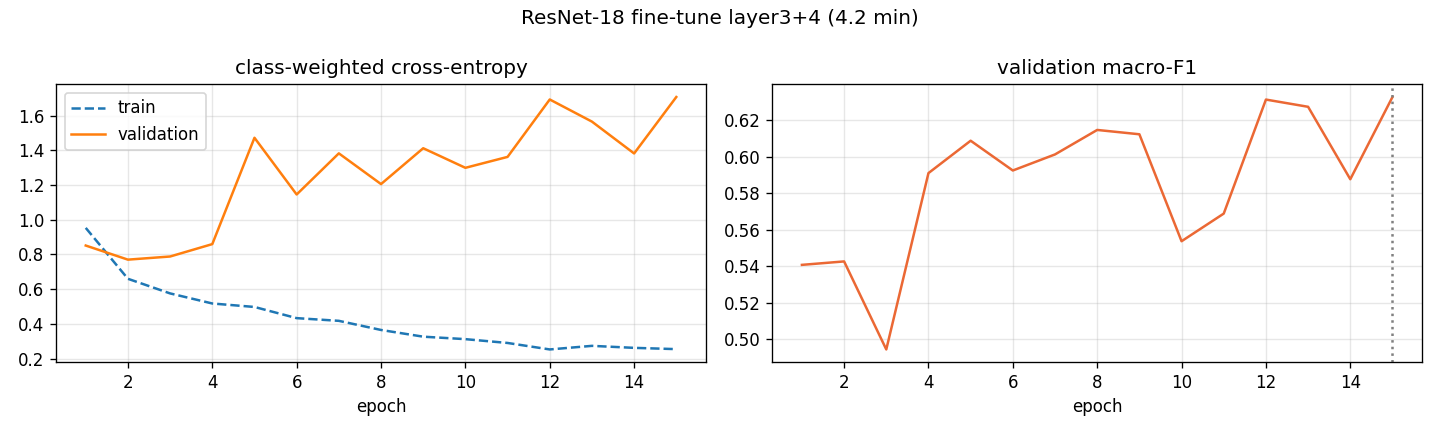 ResNet-18 fine-tune layer3+4 (4.2 min)
class-weighted cross-entropy
train
validation
1.6
1.4
1.2
1.0
0.8
0.6
0.4
0.2
2 4 6 8 10 12 14
epoch
validation macro-F1
0.62
0.60
0.58
0.56
0.54
0.52
0.50
2 4 6 8 10 12 14
epoch